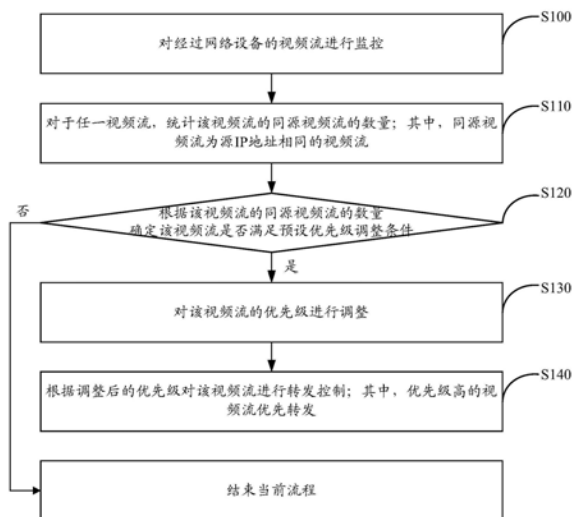 S100
对经过网络设备的视频流进行监控
S110
对于任一视频流，统计该视频流的同源视频流的数量；其中，同源视
频流为源IP地址相同的视频流
S120
否
根据该视频流的同源视频流的数量
确定该视频流是否满足预设优先级调整条件
是
S130
对该视频流的优先级进行调整
S140
根据调整后的优先级对该视频流进行转发控制；其中，优先级高的视
频流优先转发
结束当前流程